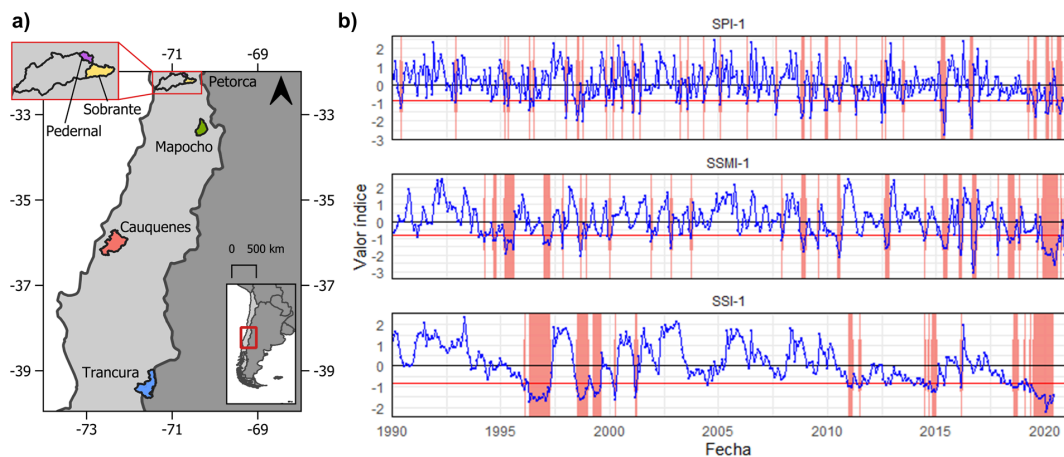 a)
-71
-69
Petorca
Sobrante
Pedernal
-33
-33
Mapocho
-35
-35
Cauquenes
0 500 km
-37
-37
-39
-39
Trancura
-73
-71
-69
b)
SPI-1
2
1
0
-1
-2
-3
SSMI-1
2
1
0
-1
-2
-3
Valor índice
SSI-1
2
1
0
-1
-2
1990
1995
2000
2005
2010
2015
2020
Fecha